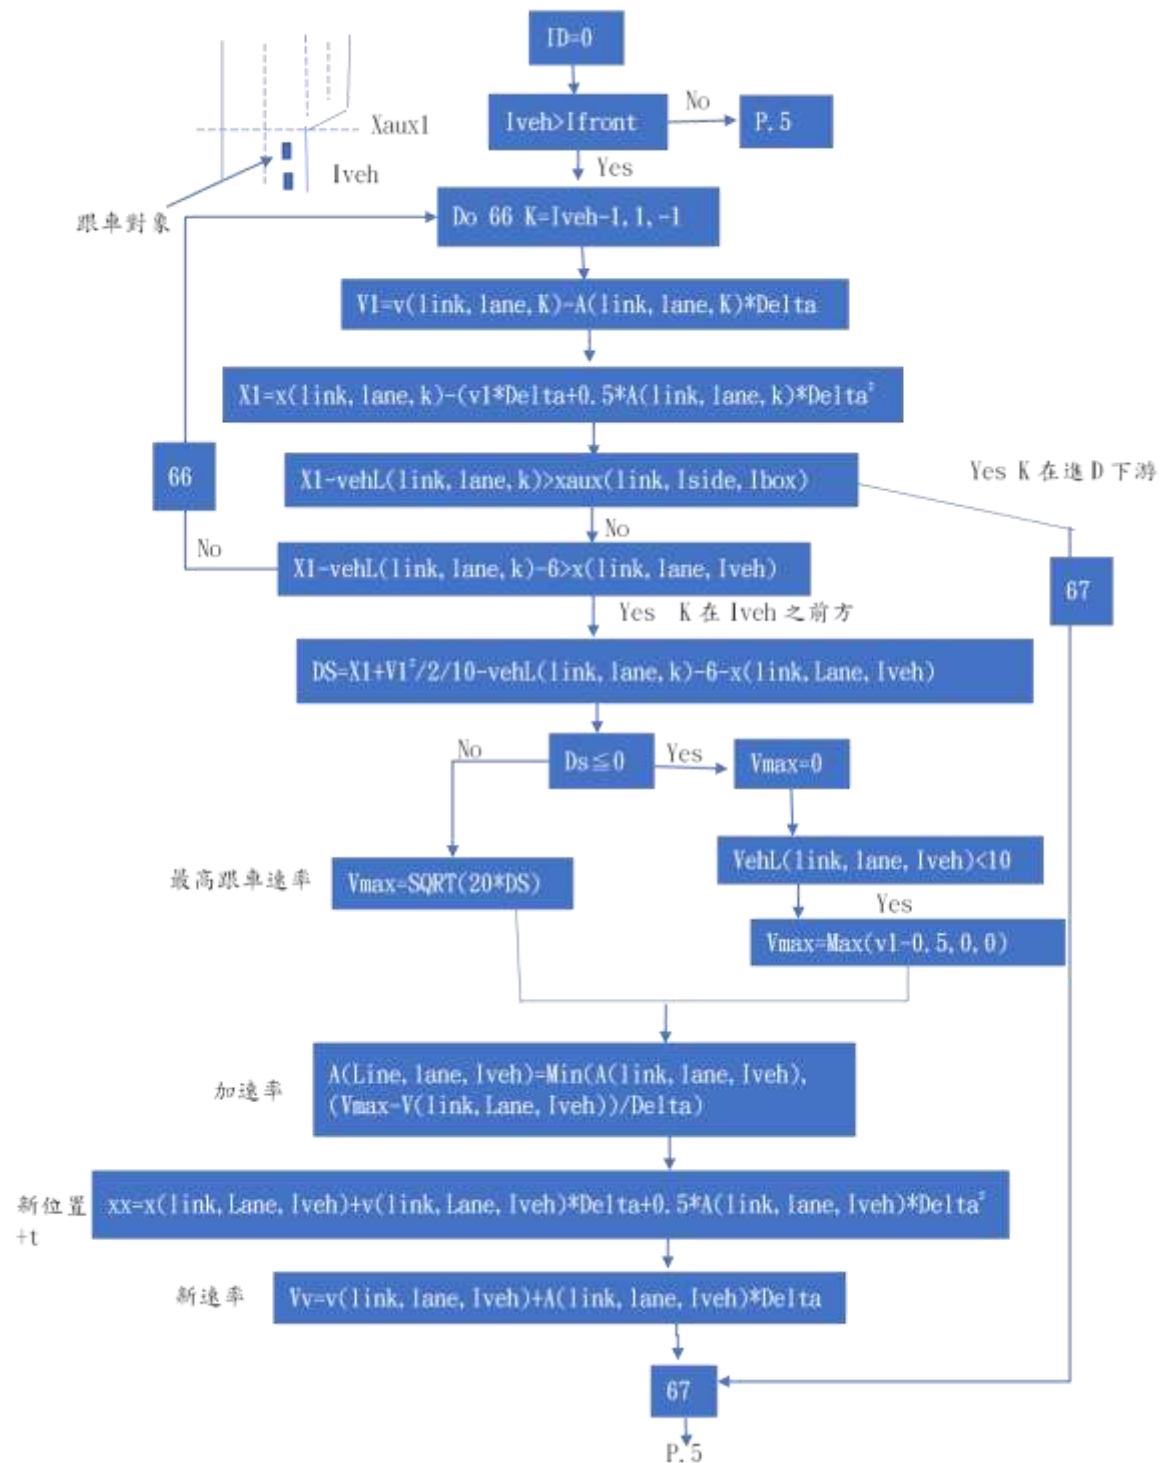 ID=0
Iveh>Ifront
No
P.5
Xaux1
Iveh
跟車對象
Yes
Do 66 K=Iveh-1,1,-1
V1=v(link,lane,K)-A(link,lane,K)*Delta
X1=x(link,lane,k)-(v1*Delta+0.5*A(link,lane,k)*Delta²
66
X1-vehL(link,lane,k)>xaux(link,Iside,Ibox)
Yes K 在進 D 下游
No
No
X1-vehL(link,lane,k)-6>x(link,lane,Iveh)
67
Yes K 在 Iveh 之前方
DS=X1+V1²/2/10-vehL(link,lane,k)-6-x(link,Lane,Iveh)
No
Ds≦0
Yes
Vmax=0
VehL(link,lane,Iveh)<10
最高跟車速率
Vmax=SQRT(20*DS)
Yes
Vmax=Max(v1-0.5,0,0)
加速率
A(Line,lane,Iveh)=Min(A(link,lane,Iveh),
(Vmax-V(link,Lane,Iveh))/Delta)
新位置
+t
xx=x(link,Lane,Iveh)+v(link,Lane,Iveh)*Delta+0.5*A(link,lane,Iveh)*Delta²
新速率
Vv=v(link,lane,Iveh)+A(link,lane,Iveh)*Delta
67
P.5